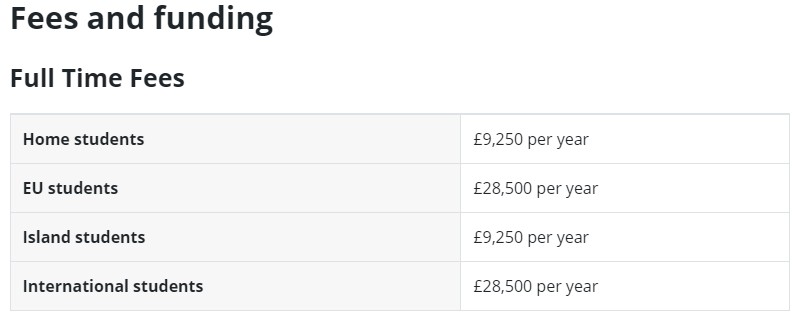 Fees and funding
Full Time Fees
Home students £9,250 per year
EU students £28,500 per year
Island students £9,250 per year
International students £28,500 per year